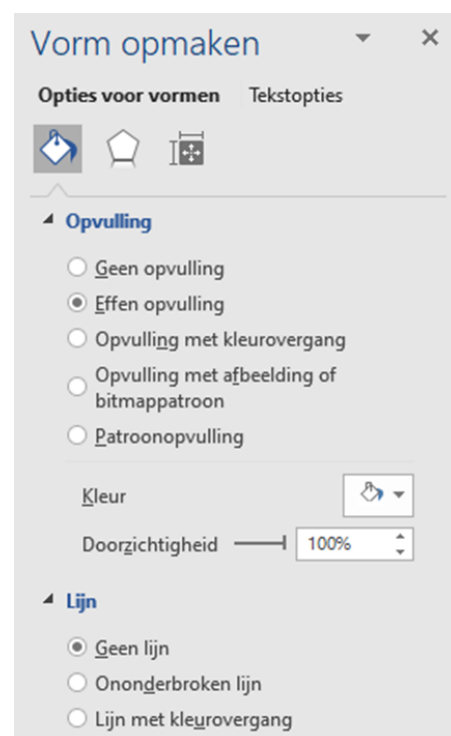 Vorm opmaken
Opties voor vormen Tekstopties
Opvulling
Geen opvulling
Effen opvulling
Opvulling met kleurovergang
Opvulling met afbeelding of
bitmappatroon
Patroonopvulling
Kleur
Doorzichtigheid 100%
Lijn
Geen lijn
Ononderbroken lijn
Lijn met kleurovergang